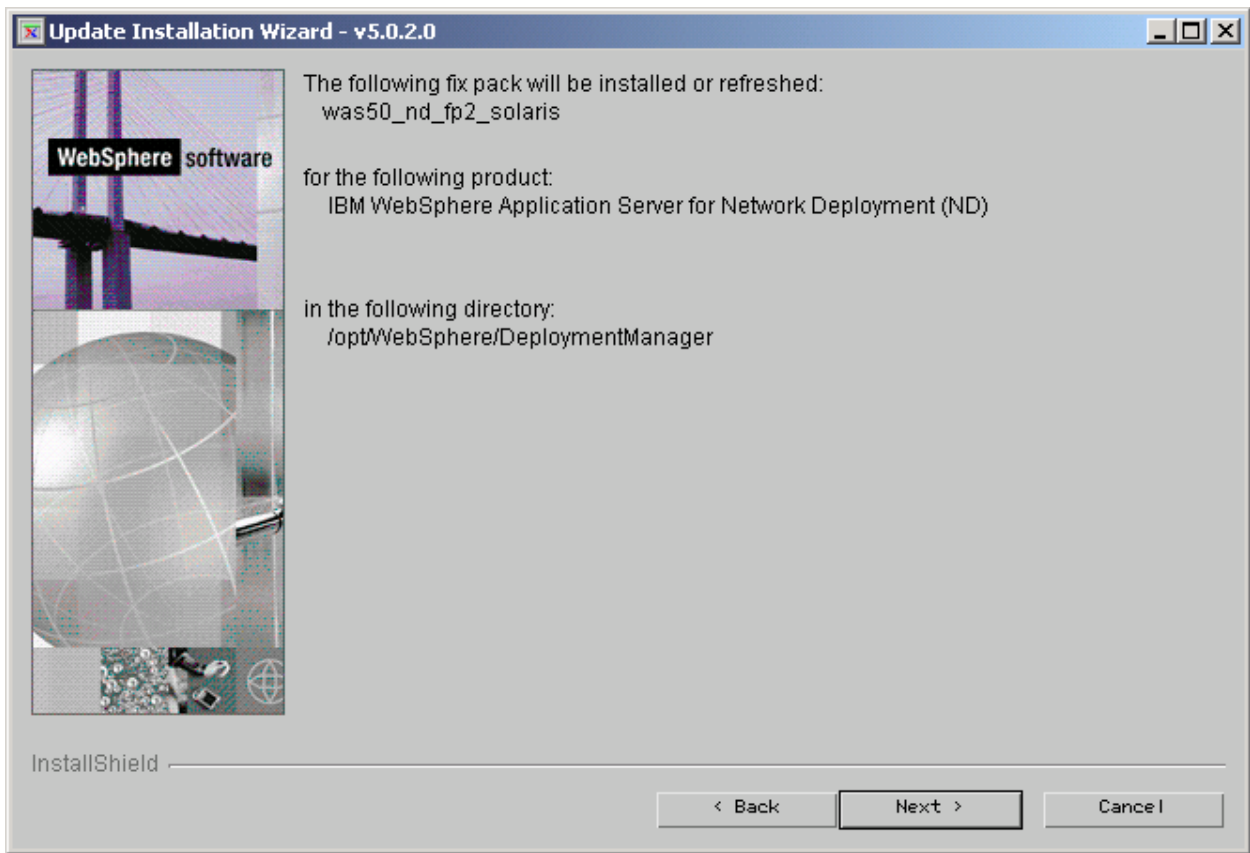 Update Installation Wizard - v5.0.2.0
WebSphere software
The following fix pack will be installed or refreshed:
was50_nd_fp2_solaris
for the following product:
IBM WebSphere Application Server for Network Deployment (ND)
in the following directory:
/opt/WebSphere/DeploymentManager
InstallShield
< Back
Next >
Cancel